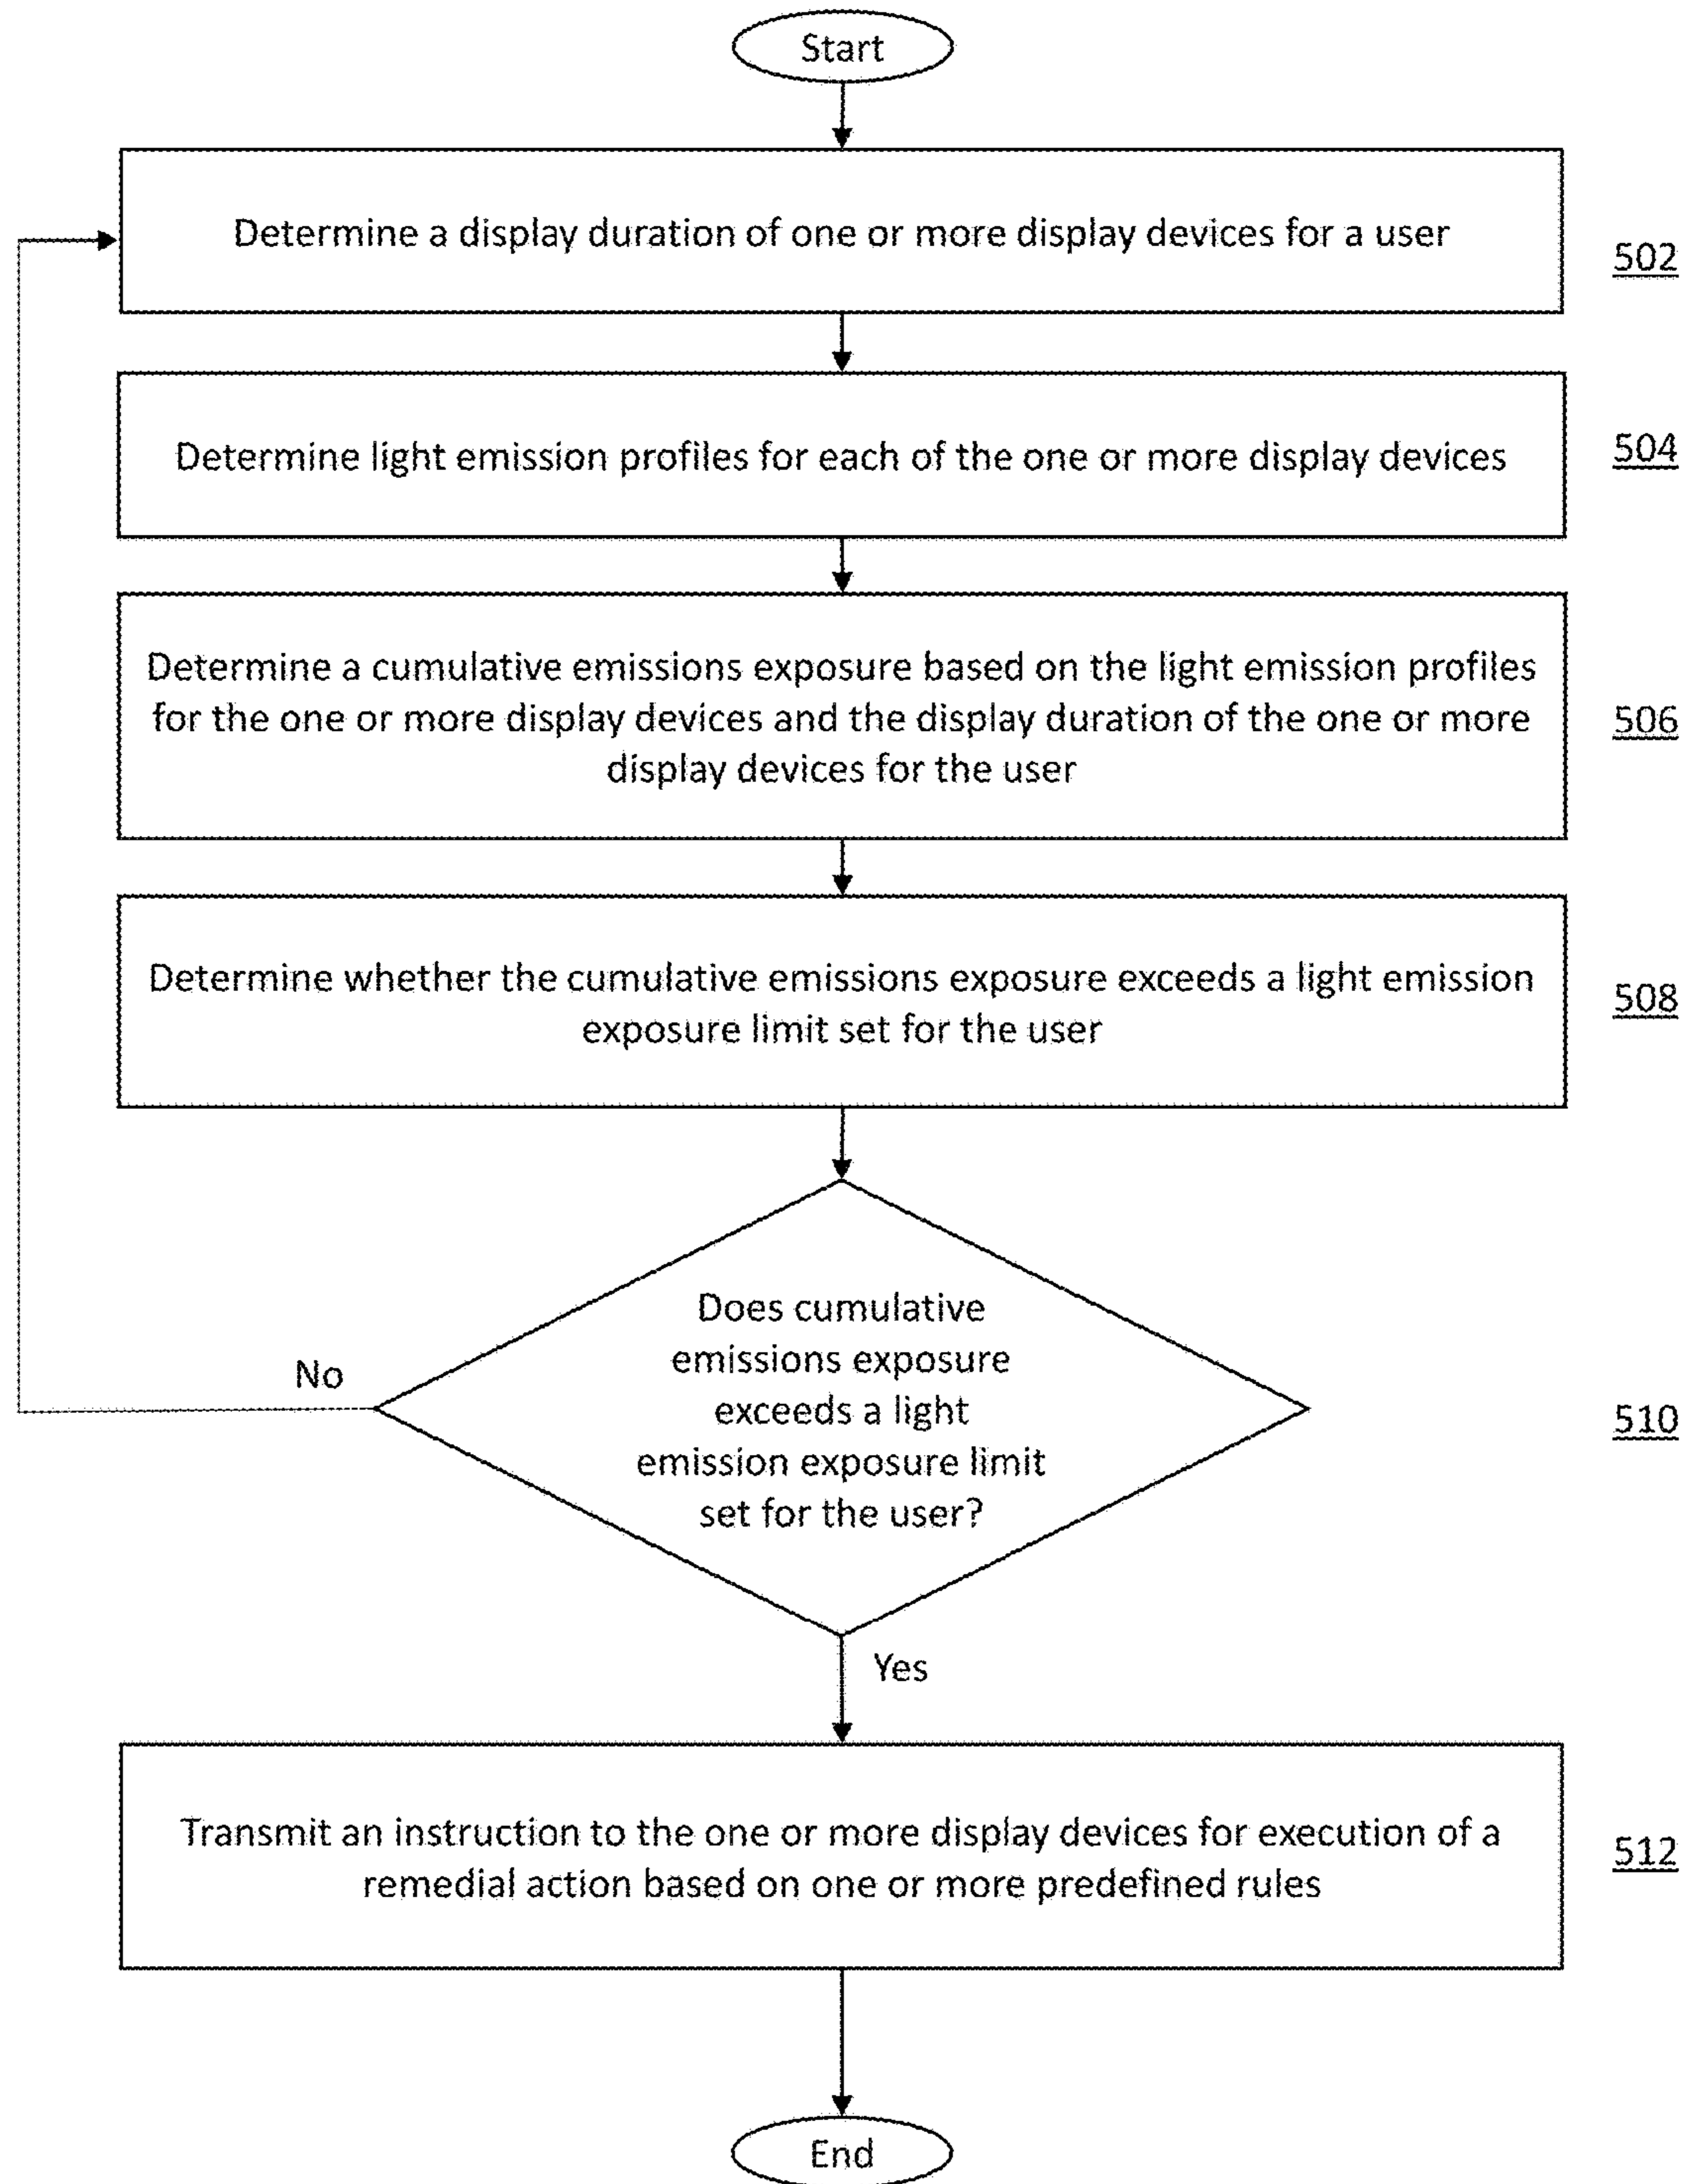 Start
Determine a display duration of one or more display devices for a user
502
Determine light emission profiles for each of the one or more display devices
504
Determine a cumulative emissions exposure based on the light emission profiles
for the one or more display devices and the display duration of the one or more
display devices for the user
506
Determine whether the cumulative emissions exposure exceeds a light emission
exposure limit set for the user
508
Does cumulative
emissions exposure
exceeds a light
emission exposure limit
set for the user?
No
510
Yes
Transmit an instruction to the one or more display devices for execution of a
remedial action based on one or more predefined rules
512
End